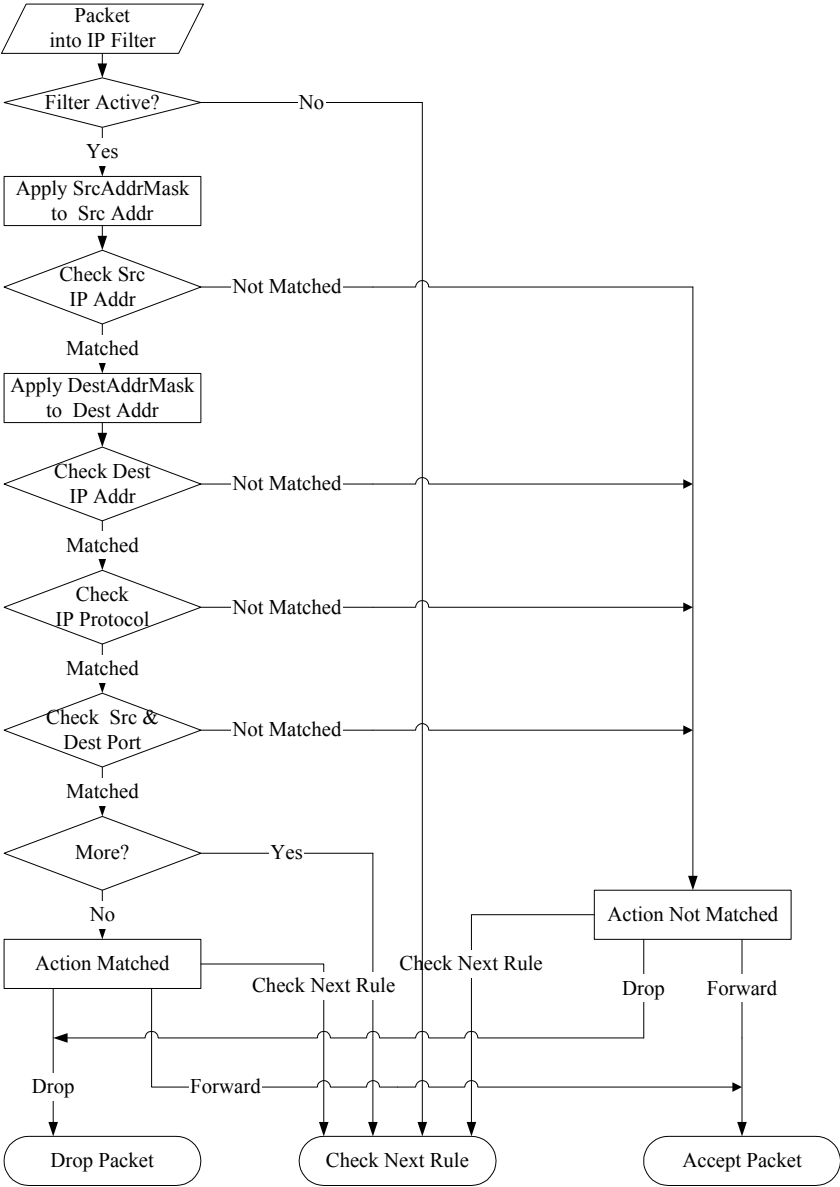 Packet
into IP Filter
Filter Active?
No
Yes
Apply SrcAddrMask
to Src Addr
Check Src
IP Addr
Not Matched
Matched
Apply DestAddrMask
to Dest Addr
Check Dest
IP Addr
Not Matched
Matched
Check
IP Protocol
Not Matched
Matched
Check Src &
Dest Port
Not Matched
Matched
More?
Yes
No
Action Not Matched
Action Matched
Check Next Rule
Check Next Rule
Drop
Forward
Drop
Forward
Drop Packet
Check Next Rule
Accept Packet